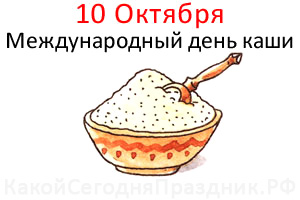 10 Октября
Международный день каши
КакойСегодняПраздник.РФ